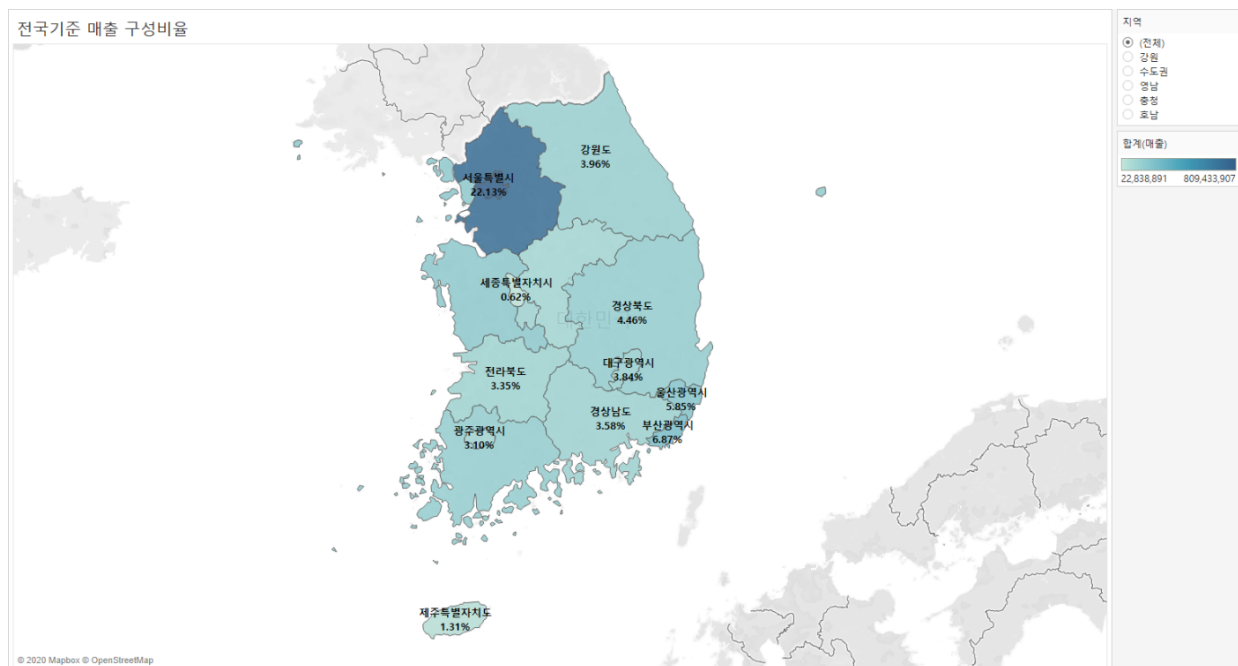 전국기준 매출 구성비율
강원도
3.96%
서울특별시
22.13%
세종특별자치시
0.62%
경상북도
4.46%
대한민
대구광역시
3.84%
전라북도
3.35%
울산광역시
5.85%
경상남도
3.58%
부산광역시
6.87%
광주광역시
3.10%
제주특별자치도
1.31%
© 2020 Mapbox © OpenStreetMap
지역
(전체)
강원
수도권
영남
충청
호남
합계(매출)
22,838,891 809,433,907